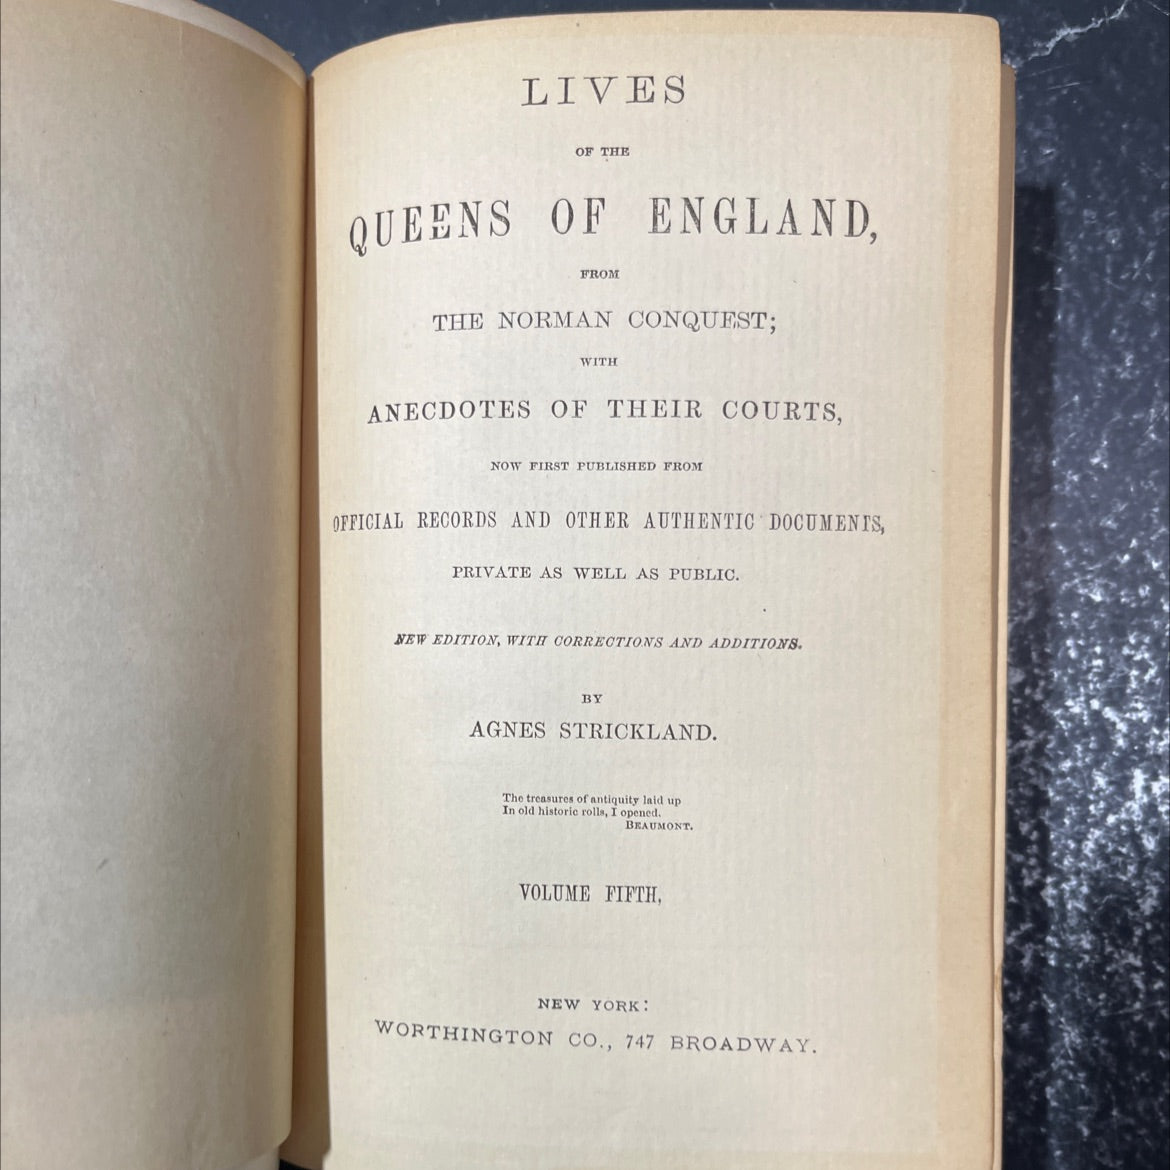 LIVES
OF THE
QUEENS OF ENGLAND,
FROM
THE NORMAN CONQUEST;
WITH
ANECDOTES OF THEIR COURTS,
NOW FIRST PUBLISHED FROM
OFFICIAL RECORDS AND OTHER AUTHENTIC DOCUMENTS,
PRIVATE AS WELL AS PUBLIC.
NEW EDITION, WITH CORRECTIONS AND ADDITIONS.
BY
AGNES STRICKLAND.
The treasures of antiquity laid up
In old historic rolls, I opened.
BEAUMONT.
VOLUME FIFTH,
NEW YORK:
WORTHINGTON CO., 747 BROADWAY.